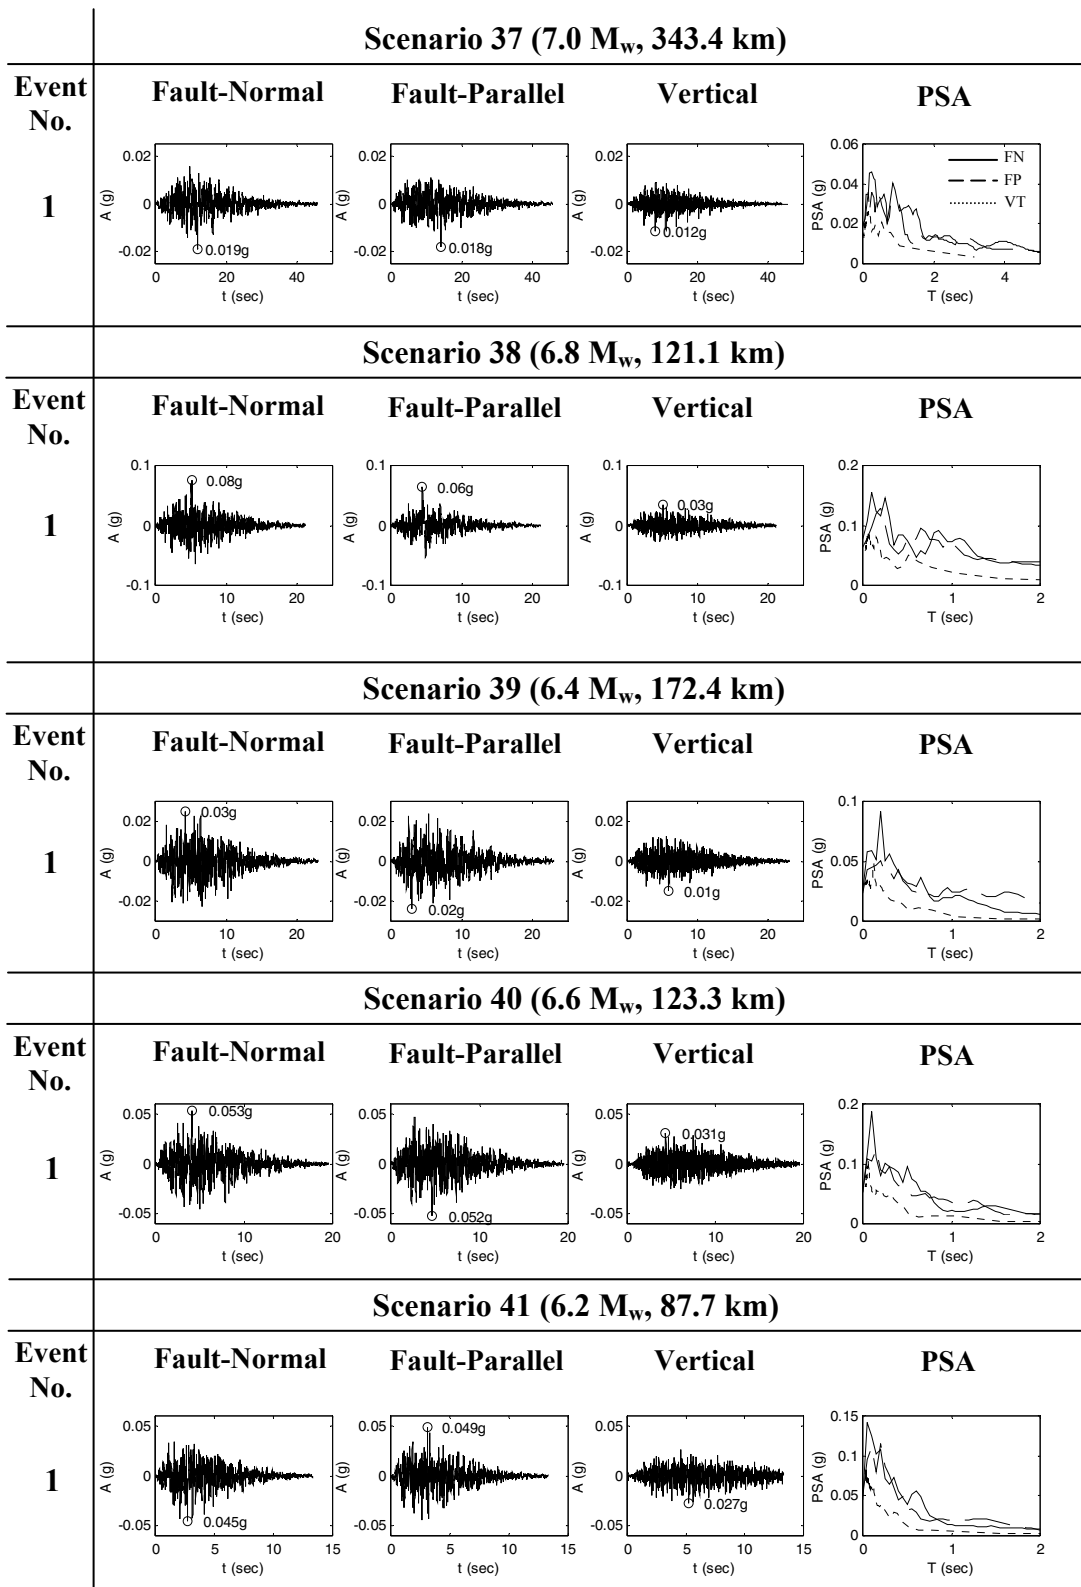 Scenario 37 (7.0 Mw, 343.4 km)
Event No.
Fault-Normal
Fault-Parallel
Vertical
PSA
1
0.02
0
-0.02
A (g)
0.019g
0 20 40
t (sec)
0.02
0
-0.02
A (g)
0.018g
0 20 40
t (sec)
0.02
0
-0.02
A (g)
0.012g
0 20 40
t (sec)
0.06
0.04
0.02
0
PSA (g)
FN
FP
VT
0 2 4
T (sec)
Scenario 38 (6.8 Mw, 121.1 km)
Event No.
Fault-Normal
Fault-Parallel
Vertical
PSA
1
0.1
0
-0.1
A (g)
0.08g
0 10 20
t (sec)
0.1
0
-0.1
A (g)
0.06g
0 10 20
t (sec)
0.1
0
-0.1
A (g)
0.03g
0 10 20
t (sec)
0.2
0.1
0
PSA (g)
0 1 2
T (sec)
Scenario 39 (6.4 Mw, 172.4 km)
Event No.
Fault-Normal
Fault-Parallel
Vertical
PSA
1
0.02
0
-0.02
A (g)
0.03g
0 10 20
t (sec)
0.02
0
-0.02
A (g)
0.02g
0 10 20
t (sec)
0.02
0
-0.02
A (g)
0.01g
0 10 20
t (sec)
0.1
0.05
0
PSA (g)
0 1 2
T (sec)
Scenario 40 (6.6 Mw, 123.3 km)
Event No.
Fault-Normal
Fault-Parallel
Vertical
PSA
1
0.05
0
-0.05
A (g)
0.053g
0 5 10 15 20
t (sec)
0.05
0
-0.05
A (g)
0.052g
0 5 10 15 20
t (sec)
0.05
0
-0.05
A (g)
0.031g
0 5 10 15 20
t (sec)
0.2
0.1
0
PSA (g)
0 1 2
T (sec)
Scenario 41 (6.2 Mw, 87.7 km)
Event No.
Fault-Normal
Fault-Parallel
Vertical
PSA
1
0.05
0
-0.05
A (g)
0.045g
0 5 10 15
t (sec)
0.05
0
-0.05
A (g)
0.049g
0 5 10 15
t (sec)
0.05
0
-0.05
A (g)
0.027g
0 5 10 15
t (sec)
0.15
0.1
0.05
0
PSA (g)
0 1 2
T (sec)